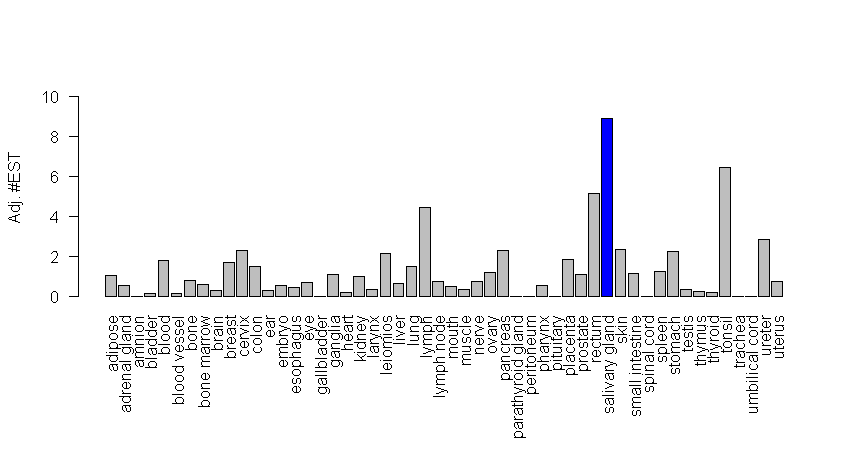 Adj. #EST
10
8
6
4
2
0
adipose
adrenal gland
amnion
bladder
blood
blood vessel
bone
bone marrow
brain
breast
cervix
colon
ear
embryo
esophagus
eye
gallbladder
ganglia
heart
kidney
larynx
leiomios
liver
lung
lymph
lymph node
mouth
muscle
nerve
ovary
pancreas
parathyroid gland
peritoneum
pharynx
pituitary
placenta
prostate
rectum
salivary gland
skin
small intestine
spinal cord
spleen
stomach
testis
thymus
thyroid
tonsil
trachea
umbilical cord
ureter
uterus